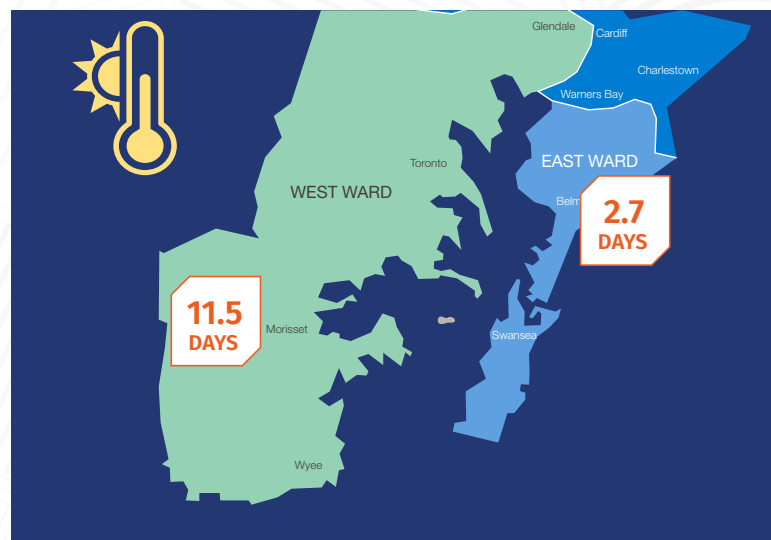 Glendale
Cardiff
Charlestown
Warners Bay
Toronto
EAST WARD
WEST WARD
2.7
DAYS
11.5
DAYS
Morisset
Swansea
Wyee